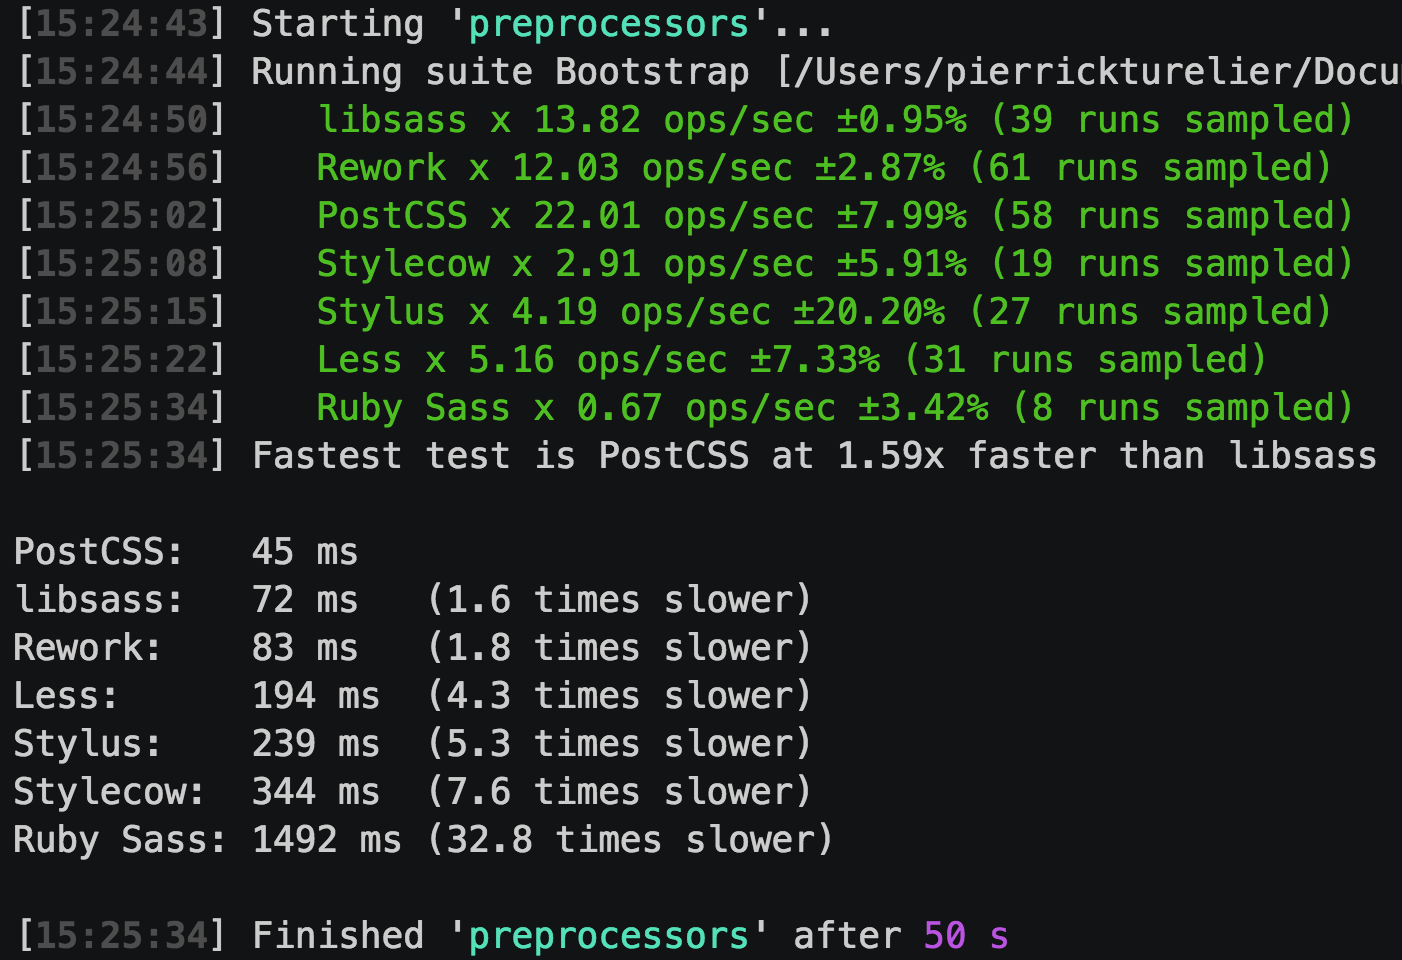 [15:24:43] Starting 'preprocessors'...
[15:24:44] Running suite Bootstrap [/Users/pierrickturelier/Docu
[15:24:50]    libsass x 13.82 ops/sec ±0.95% (39 runs sampled)
[15:24:56]    Rework x 12.03 ops/sec ±2.87% (61 runs sampled)
[15:25:02]    PostCSS x 22.01 ops/sec ±7.99% (58 runs sampled)
[15:25:08]    Stylecow x 2.91 ops/sec ±5.91% (19 runs sampled)
[15:25:15]    Stylus x 4.19 ops/sec ±20.20% (27 runs sampled)
[15:25:22]    Less x 5.16 ops/sec ±7.33% (31 runs sampled)
[15:25:34]    Ruby Sass x 0.67 ops/sec ±3.42% (8 runs sampled)
[15:25:34] Fastest test is PostCSS at 1.59x faster than libsass
PostCSS:   45 ms
libsass:   72 ms   (1.6 times slower)
Rework:    83 ms   (1.8 times slower)
Less:      194 ms  (4.3 times slower)
Stylus:    239 ms  (5.3 times slower)
Stylecow:  344 ms  (7.6 times slower)
Ruby Sass: 1492 ms (32.8 times slower)
[15:25:34] Finished 'preprocessors' after 50 s